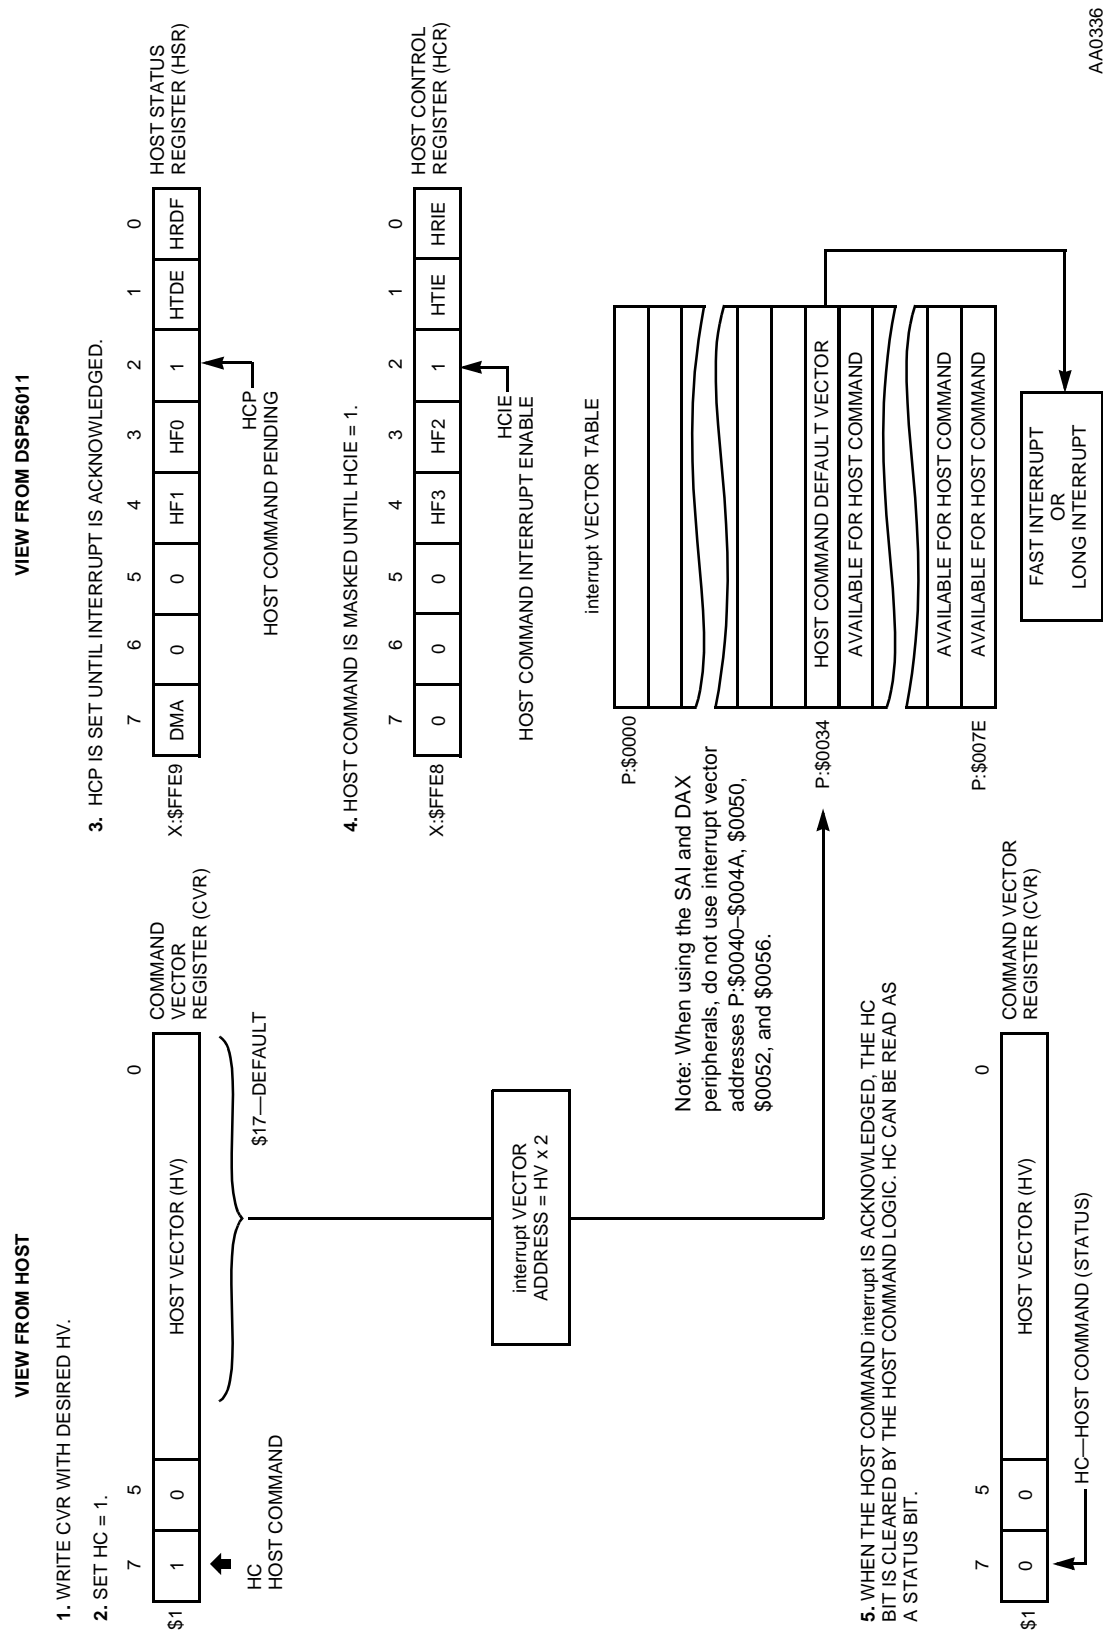 VIEW FROM HOST
1. WRITE CVR WITH DESIRED HV.
2. SET HC = 1.
7 5 0
$1 1 0 HOST VECTOR (HV)
COMMAND
VECTOR
REGISTER (CVR)
HC
HOST COMMAND
$17—DEFAULT
interrupt VECTOR
ADDRESS = HV x 2
5. WHEN THE HOST COMMAND interrupt IS ACKNOWLEDGED, THE HC
BIT IS CLEARED BY THE HOST COMMAND LOGIC. HC CAN BE READ AS
A STATUS BIT.
7 5 0
$1 0 0 HOST VECTOR (HV)
COMMAND VECTOR
REGISTER (CVR)
HC—HOST COMMAND (STATUS)
VIEW FROM DSP56011
3. HCP IS SET UNTIL INTERRUPT IS ACKNOWLEDGED.
7 6 5 4 3 2 1 0
X:$FFE9 DMA 0 0 HF1 HF0 1 HTDE HRDF
HOST STATUS
REGISTER (HSR)
HCP
HOST COMMAND PENDING
4. HOST COMMAND IS MASKED UNTIL HCIE = 1.
7 6 5 4 3 2 1 0
X:$FFE8 0 0 0 HF3 HF2 1 HTIE HRIE
HOST CONTROL
REGISTER (HCR)
HCIE
HOST COMMAND INTERRUPT ENABLE
interrupt VECTOR TABLE
P:$0000
Note: When using the SAI and DAX
peripherals, do not use interrupt vector
addresses P:$0040–$004A, $0050,
$0052, and $0056.
P:$0034 HOST COMMAND DEFAULT VECTOR
AVAILABLE FOR HOST COMMAND
AVAILABLE FOR HOST COMMAND
P:$007E AVAILABLE FOR HOST COMMAND
FAST INTERRUPT
OR
LONG INTERRUPT
AA0336